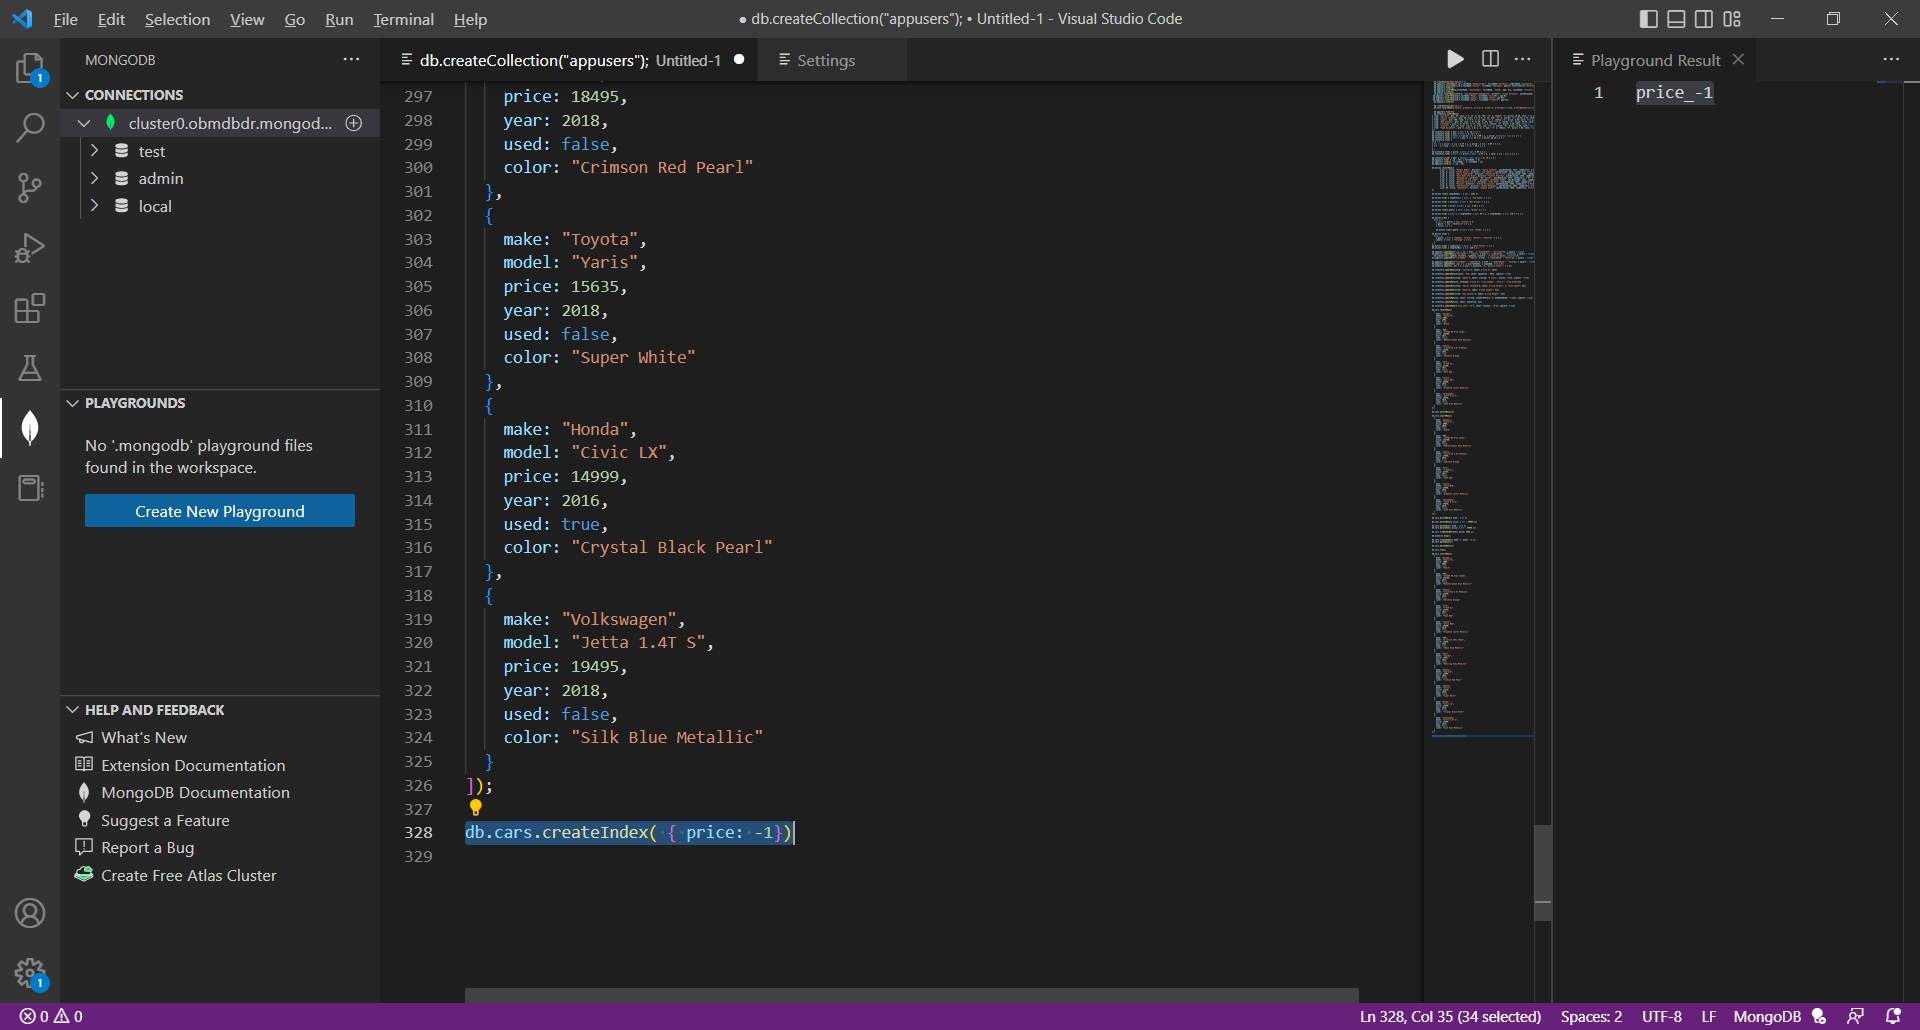 File Edit Selection View Go Run Terminal Help
● db.createCollection("appusers"); • Untitled-1 - Visual Studio Code
MONGODB
CONNECTIONS
cluster0.obmdbdr.mongod...
test
admin
local
PLAYGROUNDS
No '.mongodb' playground files
found in the workspace.
Create New Playground
HELP AND FEEDBACK
What's New
Extension Documentation
MongoDB Documentation
Suggest a Feature
Report a Bug
Create Free Atlas Cluster
1
1
db.createCollection("appusers"); Untitled-1
Settings
297 price: 18495,
298 year: 2018,
299 used: false,
300 color: "Crimson Red Pearl"
301 },
302 {
303 make: "Toyota",
304 model: "Yaris",
305 price: 15635,
306 year: 2018,
307 used: false,
308 color: "Super White"
309 },
310 {
311 make: "Honda",
312 model: "Civic LX",
313 price: 14999,
314 year: 2016,
315 used: true,
316 color: "Crystal Black Pearl"
317 },
318 {
319 make: "Volkswagen",
320 model: "Jetta 1.4T S",
321 price: 19495,
322 year: 2018,
323 used: false,
324 color: "Silk Blue Metallic"
325 }
326 ]);
327
328 db.cars.createIndex( { price: -1})
329
Playground Result
1 price_-1
0 0
Ln 328, Col 35 (34 selected) Spaces: 2 UTF-8 LF MongoDB